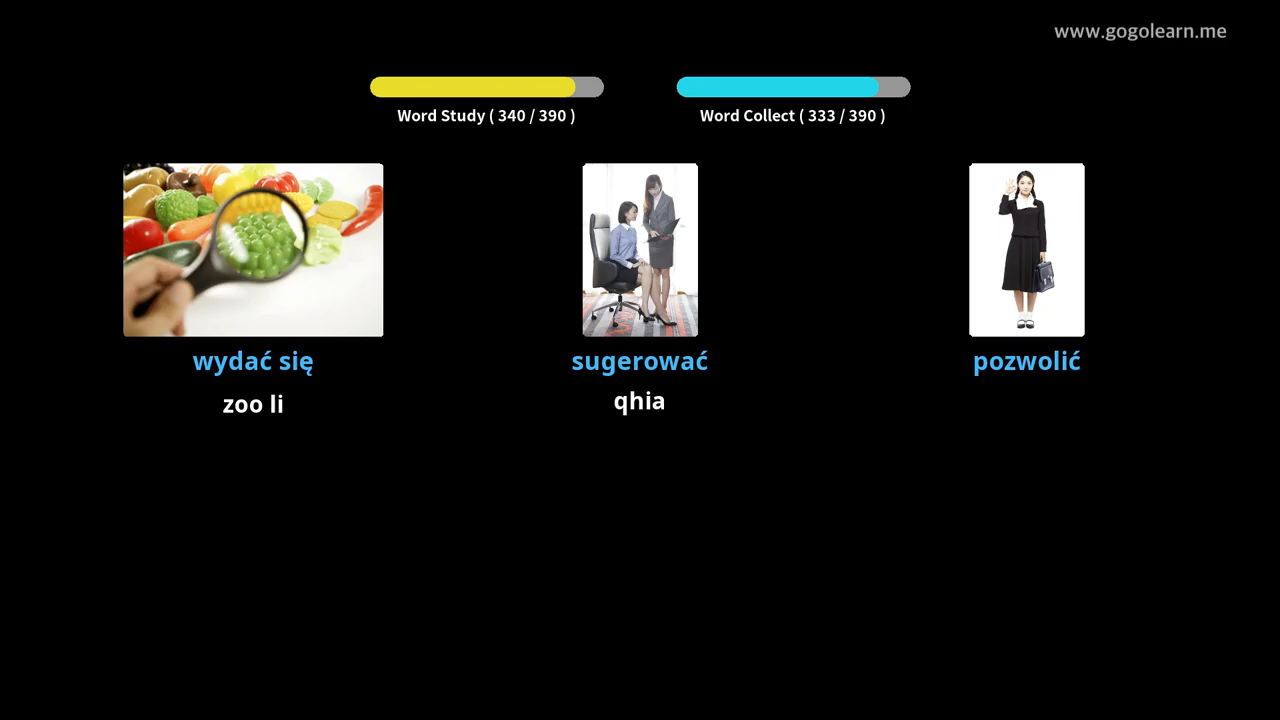 www.gogolearn.me
Word Study ( 340 / 390 )
Word Collect ( 333 / 390 )
wydać się
sugerować
pozwolić
zoo li
qhia